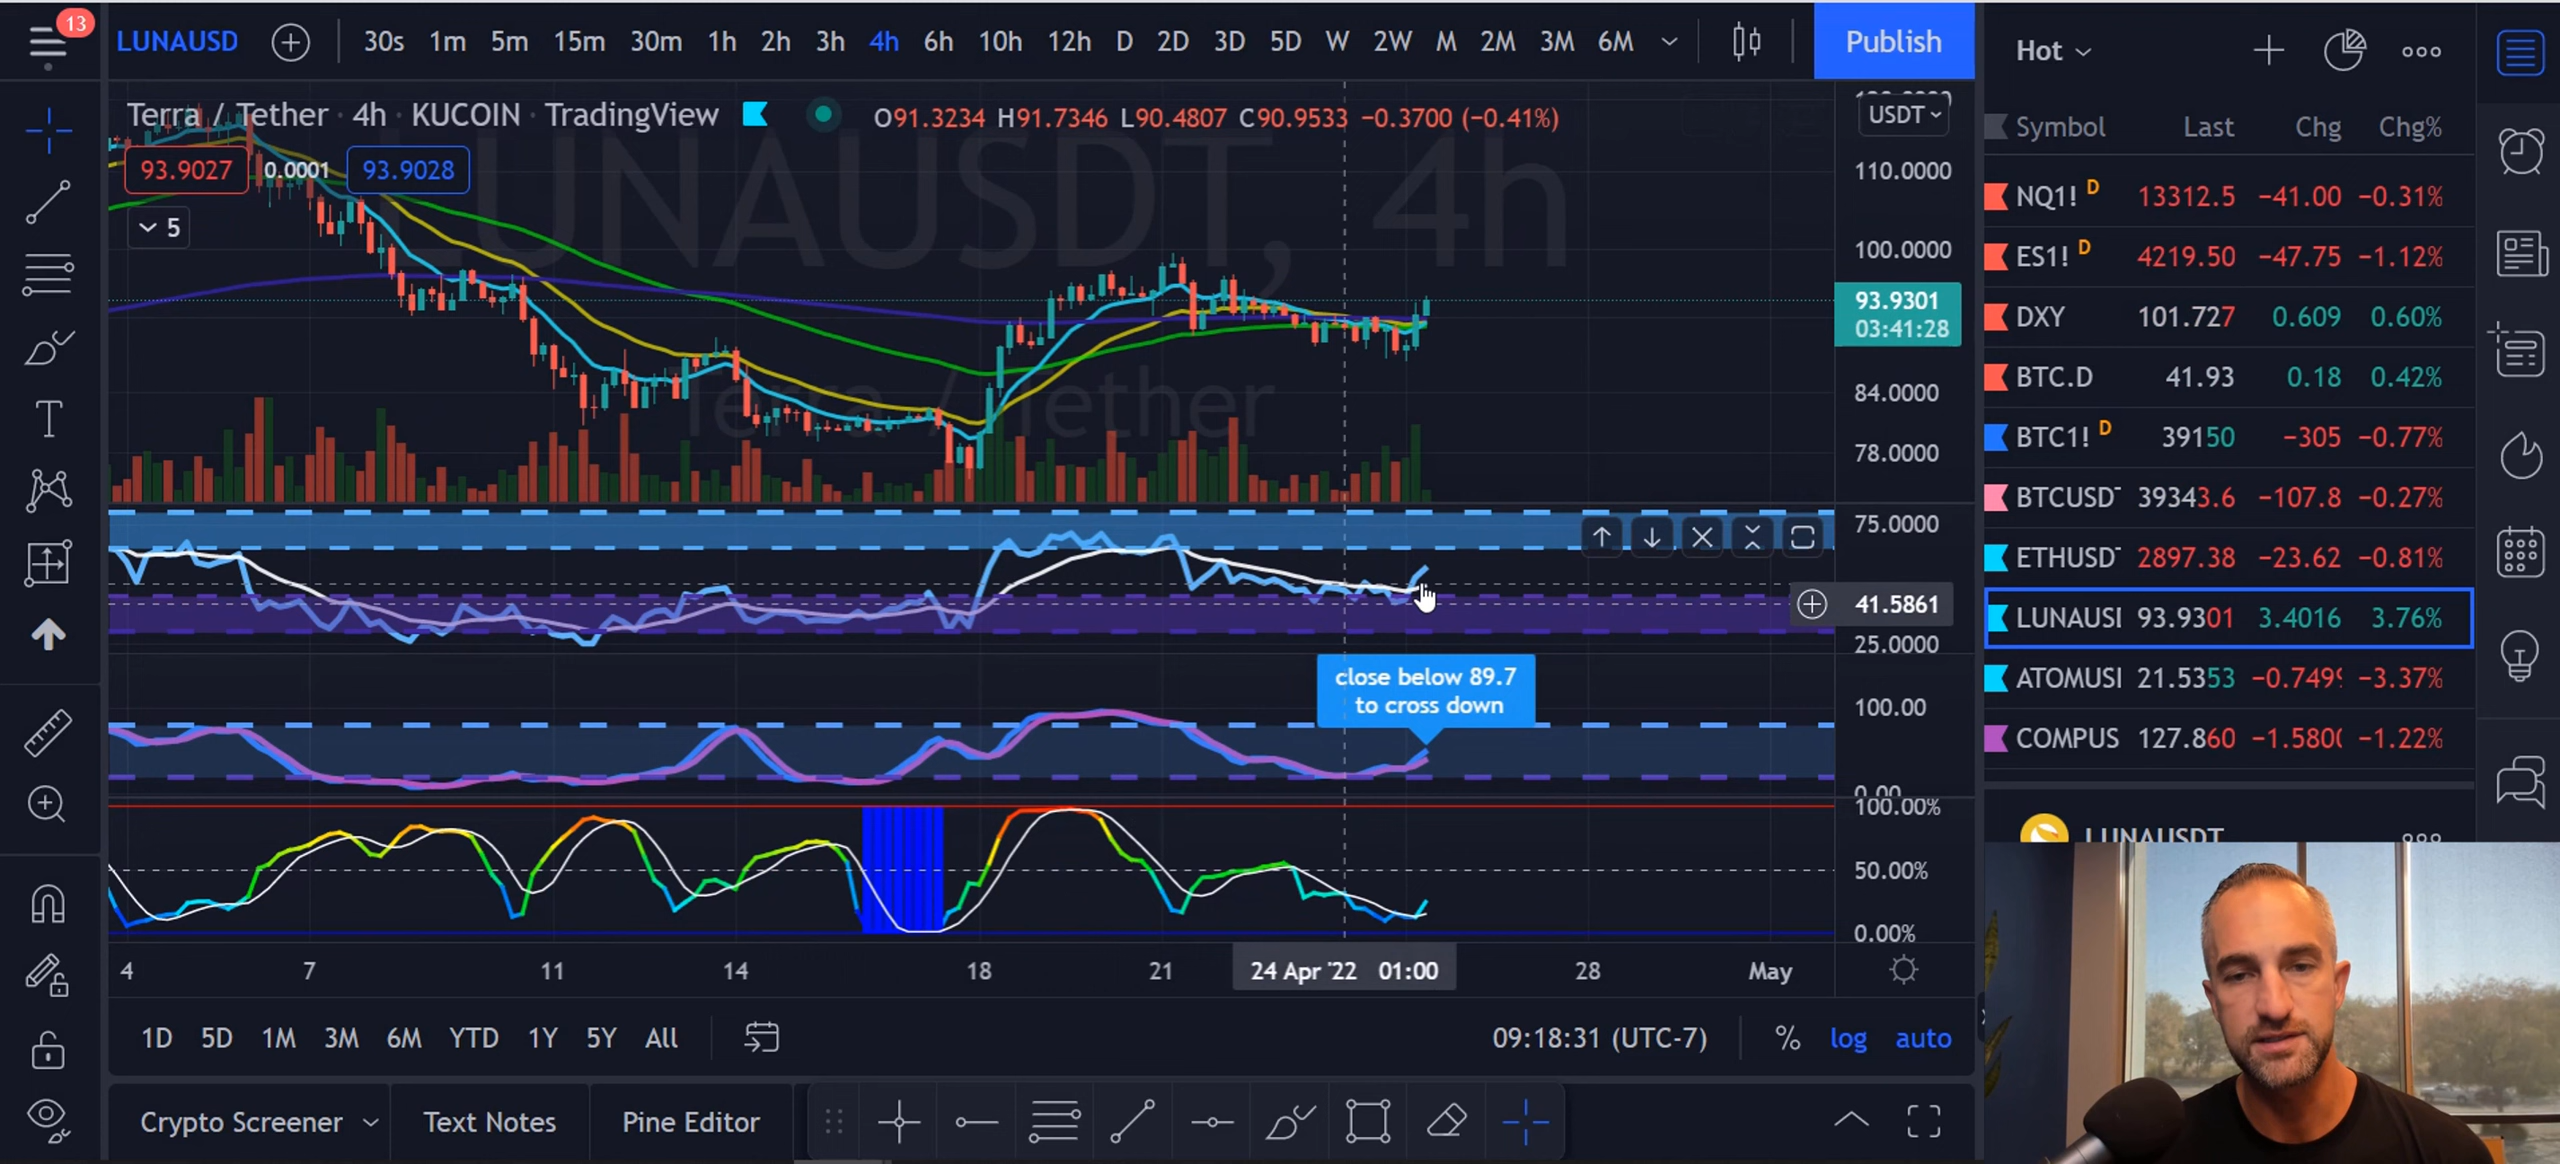 13
LUNAUSD
30s 1m 5m 15m 30m 1h 2h 3h 4h 6h 10h 12h D 2D 3D 5D W 2W M 2M 3M 6M
Publish
Hot
Terra / Tether · 4h · KUCOIN · TradingView
O91.3234 H91.7346 L90.4807 C90.9533 −0.3700 (−0.41%)
USDT
93.9027 0.0001 93.9028
5
LUNAUSDT, 4h
Terra / Tether
110.0000
100.0000
93.9301
03:41:28
84.0000
78.0000
75.0000
41.5861
25.0000
close below 89.7
to cross down
100.00
0.00
100.00%
50.00%
0.00%
4 7 11 14 18 21 24 Apr '22 01:00 28 May
1D 5D 1M 3M 6M YTD 1Y 5Y All
09:18:31 (UTC-7) % log auto
Crypto Screener Text Notes Pine Editor
Symbol Last Chg Chg%
NQ1! D 13312.5 −41.00 −0.31%
ES1! D 4219.50 −47.75 −1.12%
DXY 101.727 0.609 0.60%
BTC.D 41.93 0.18 0.42%
BTC1! D 39150 −305 −0.77%
BTCUSD 39343.6 −107.8 −0.27%
ETHUSD 2897.38 −23.62 −0.81%
LUNAUSI 93.9301 3.4016 3.76%
ATOMUSI 21.5353 −0.749 −3.37%
COMPUS 127.860 −1.580 −1.22%
LUNAUSDT